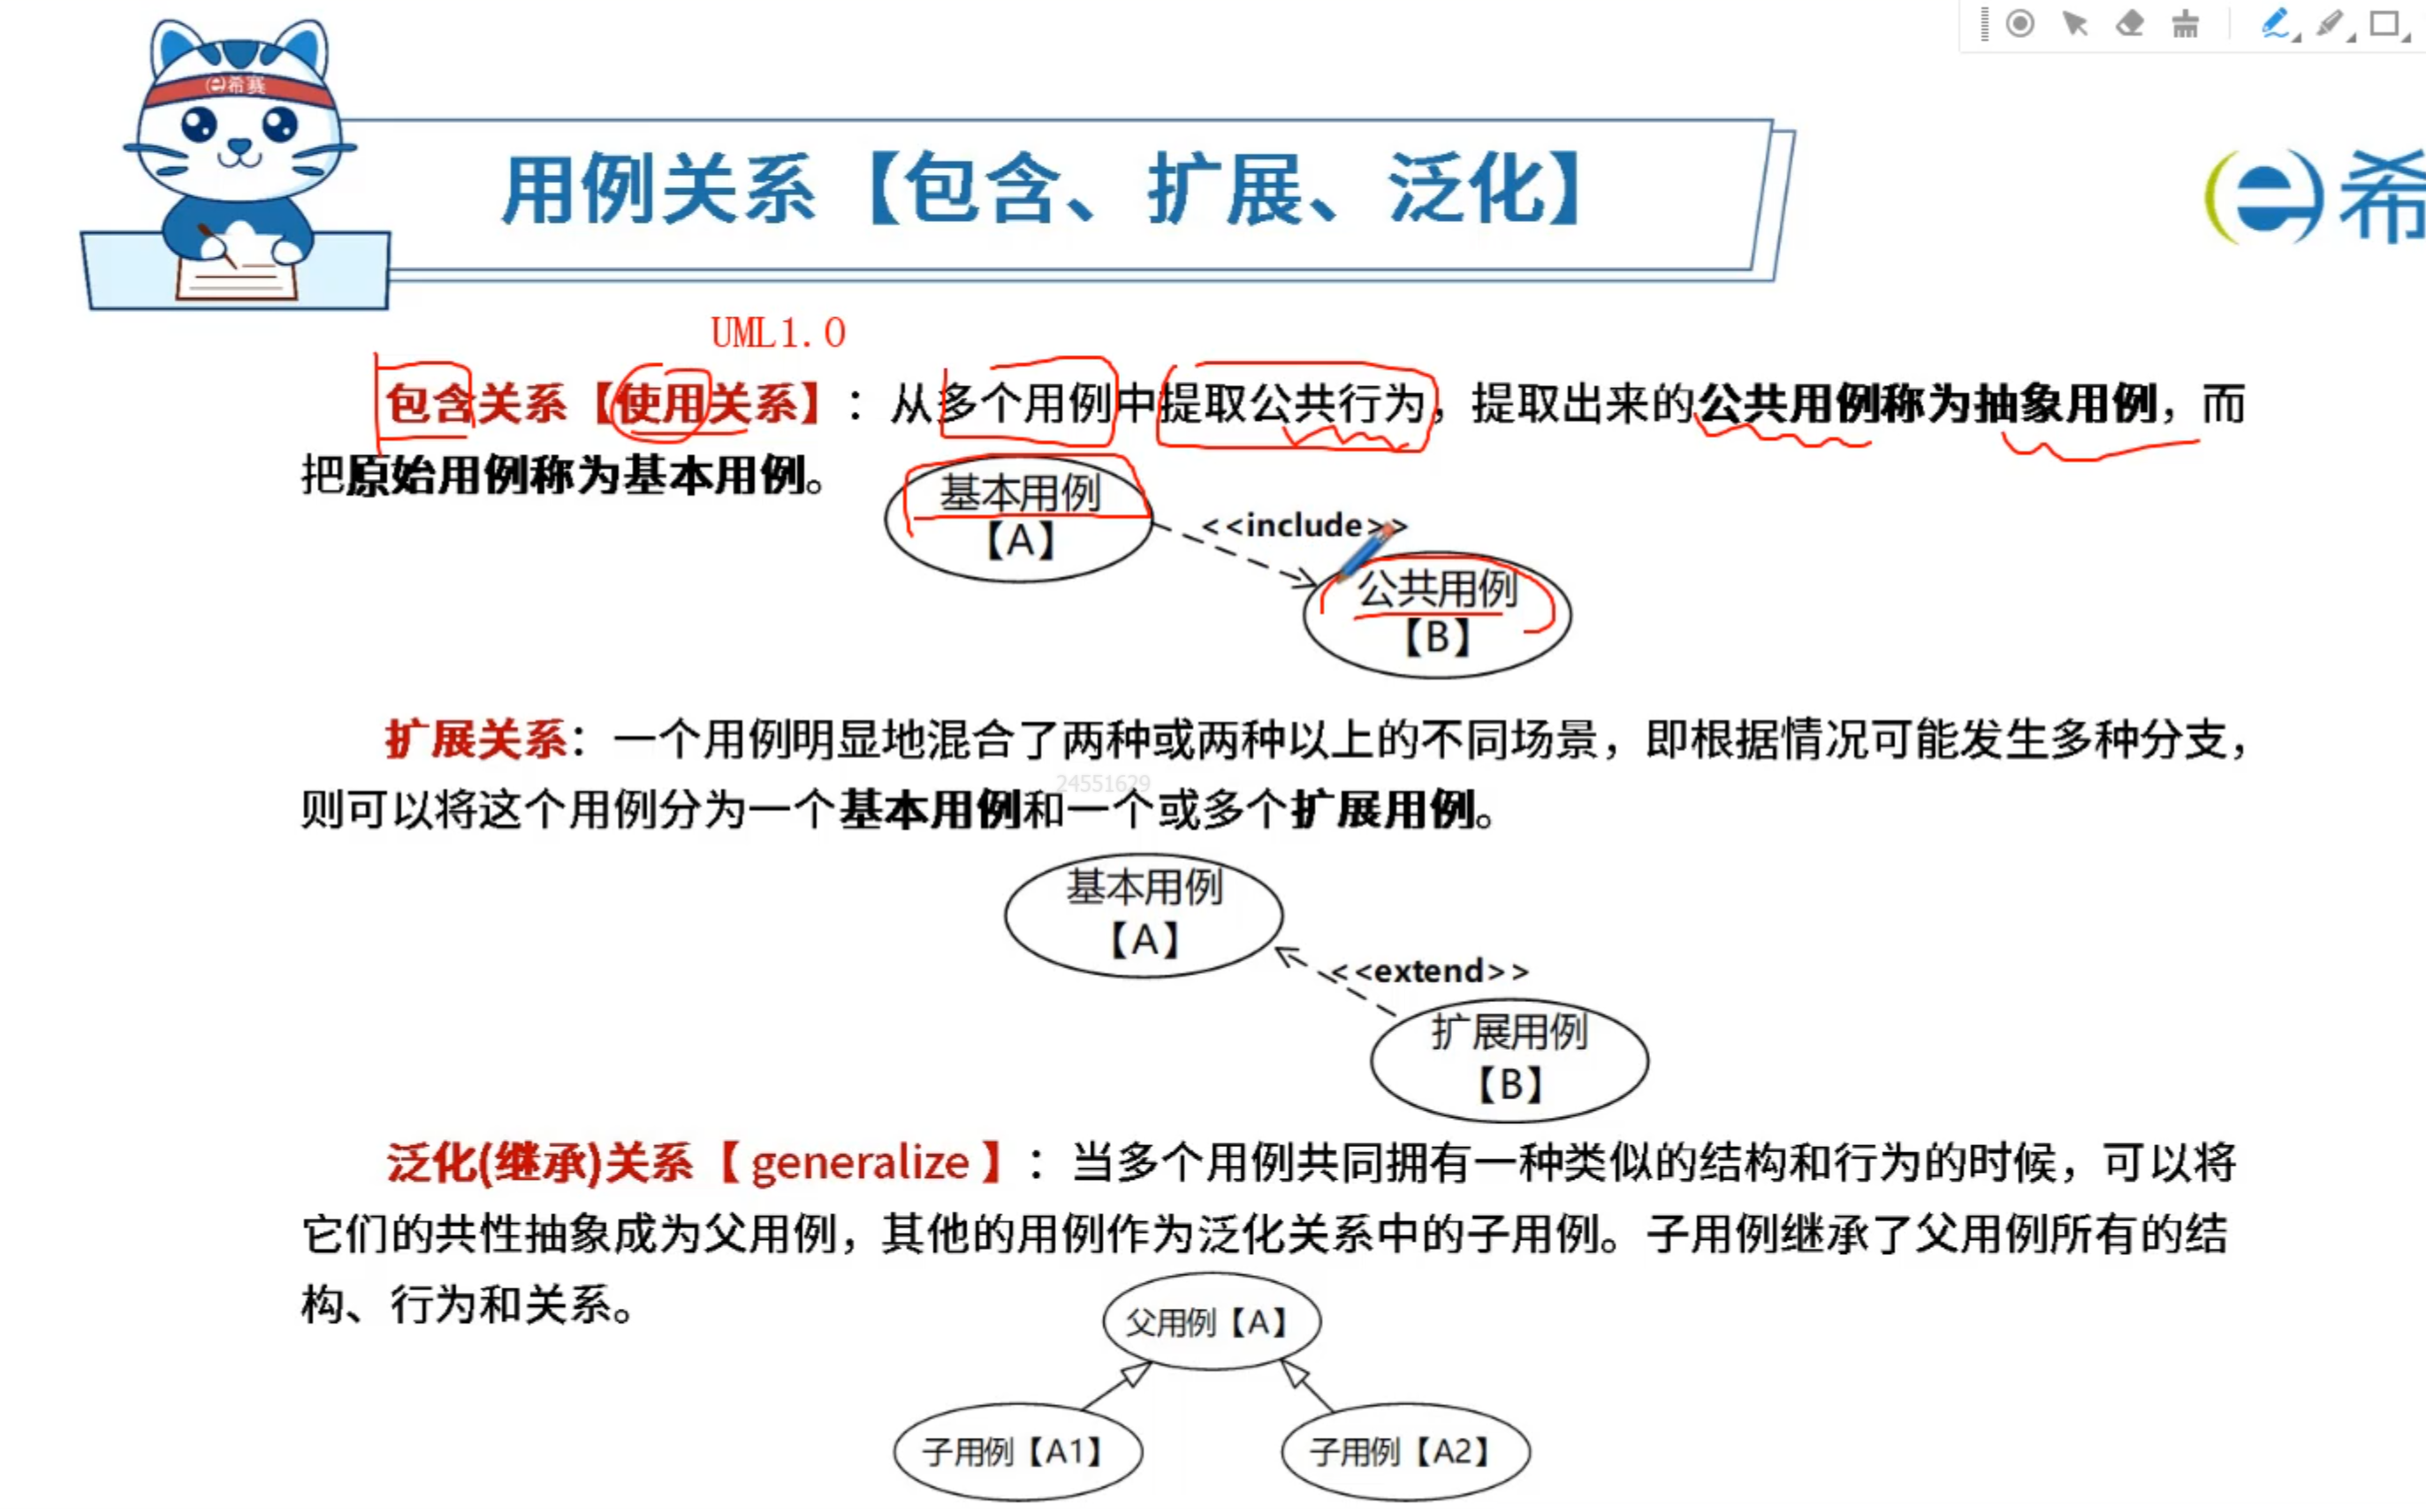 e希赛
用例关系【包含、扩展、泛化】
e希
UML1.0
包含关系【使用关系】：从多个用例中提取公共行为，提取出来的公共用例称为抽象用例，而
把原始用例称为基本用例。
基本用例
【A】
<<include>>
公共用例
【B】
扩展关系：一个用例明显地混合了两种或两种以上的不同场景，即根据情况可能发生多种分支，
24551629
则可以将这个用例分为一个基本用例和一个或多个扩展用例。
基本用例
【A】
<<extend>>
扩展用例
【B】
泛化(继承)关系【generalize】：当多个用例共同拥有一种类似的结构和行为的时候，可以将
它们的共性抽象成为父用例，其他的用例作为泛化关系中的子用例。子用例继承了父用例所有的结
构、行为和关系。
父用例【A】
子用例【A1】
子用例【A2】